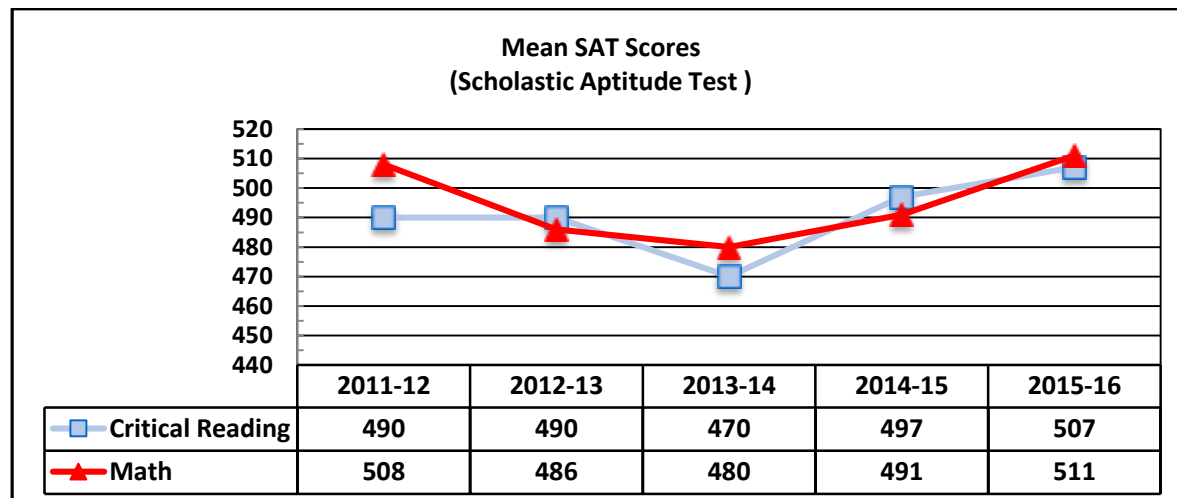 Mean SAT Scores
(Scholastic Aptitude Test )
520
510
500
490
480
470
460
450
440
2011-12 2012-13 2013-14 2014-15 2015-16
Critical Reading 490 490 470 497 507
Math 508 486 480 491 511